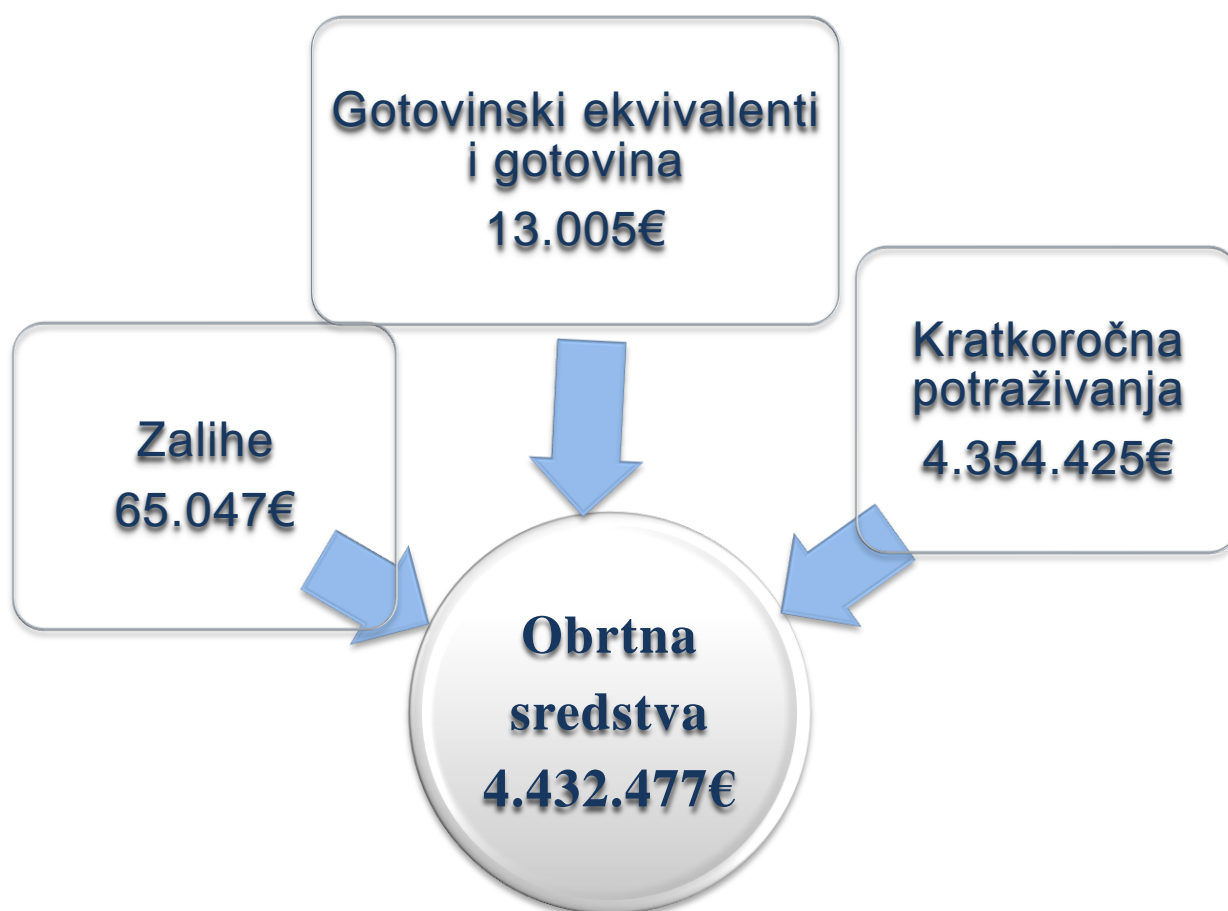 Gotovinski ekvivalenti
i gotovina
13.005€
Zalihe
65.047€
Kratkoročna
potraživanja
4.354.425€
Obrtna
sredstva
4.432.477€